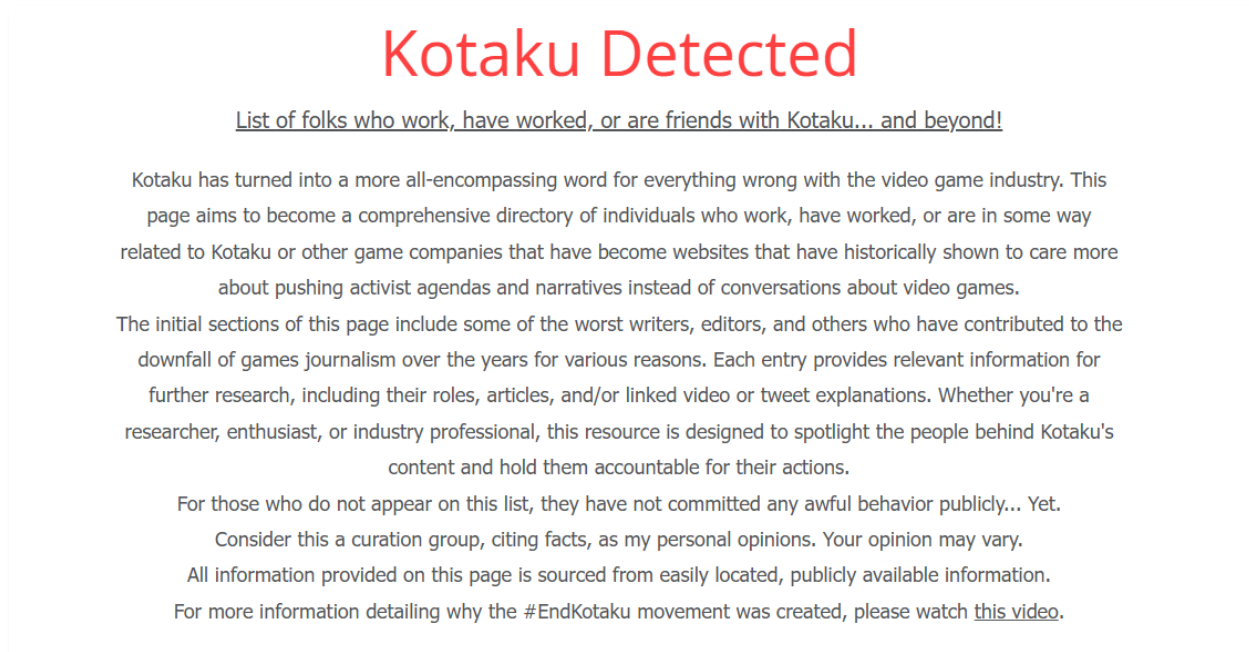 Kotaku Detected
List of folks who work, have worked, or are friends with Kotaku... and beyond!
Kotaku has turned into a more all-encompassing word for everything wrong with the video game industry. This
page aims to become a comprehensive directory of individuals who work, have worked, or are in some way
related to Kotaku or other game companies that have become websites that have historically shown to care more
about pushing activist agendas and narratives instead of conversations about video games.
The initial sections of this page include some of the worst writers, editors, and others who have contributed to the
downfall of games journalism over the years for various reasons. Each entry provides relevant information for
further research, including their roles, articles, and/or linked video or tweet explanations. Whether you're a
researcher, enthusiast, or industry professional, this resource is designed to spotlight the people behind Kotaku's
content and hold them accountable for their actions.
For those who do not appear on this list, they have not committed any awful behavior publicly... Yet.
Consider this a curation group, citing facts, as my personal opinions. Your opinion may vary.
All information provided on this page is sourced from easily located, publicly available information.
For more information detailing why the #EndKotaku movement was created, please watch this video.